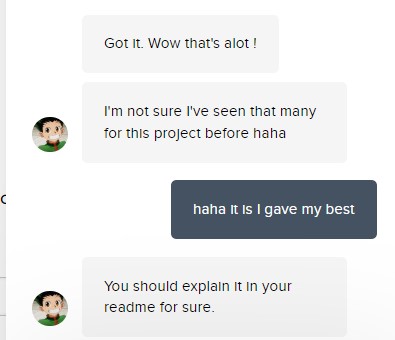 Got it. Wow that's alot !
I'm not sure I've seen that many
for this project before haha
haha it is I gave my best
You should explain it in your
readme for sure.